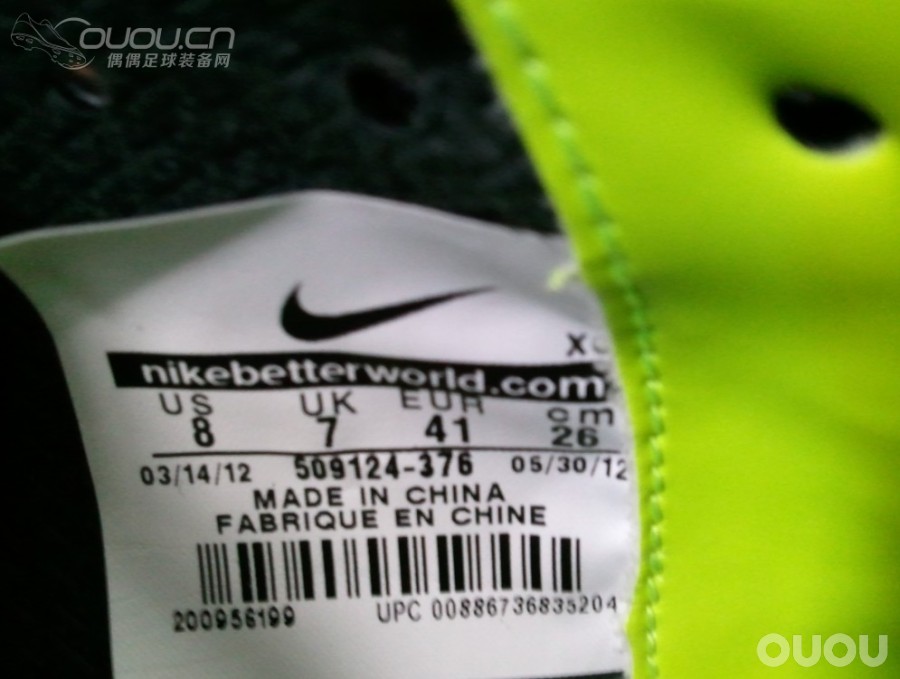 OUOU.CN
偶偶足球装备网
nikebetterworld.com
US UK EUR cm
8 7 41 26
03/14/12 509124-376 05/30/12
MADE IN CHINA
FABRIQUE EN CHINE
200956199 UPC 00886736835204
OUOU